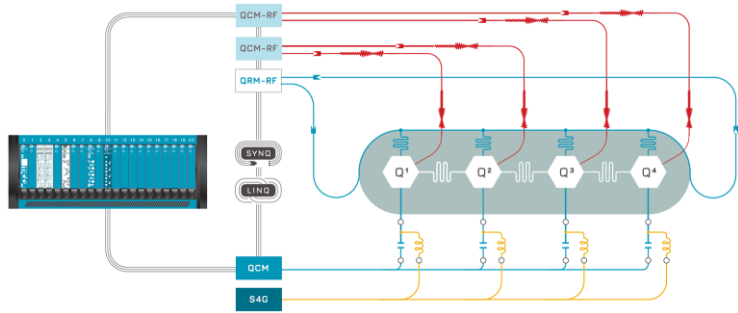 QCM-RF
QCM-RF
QRM-RF
SYNQ
LINQ
Q1 Q2 Q3 Q4
QCM
S4G